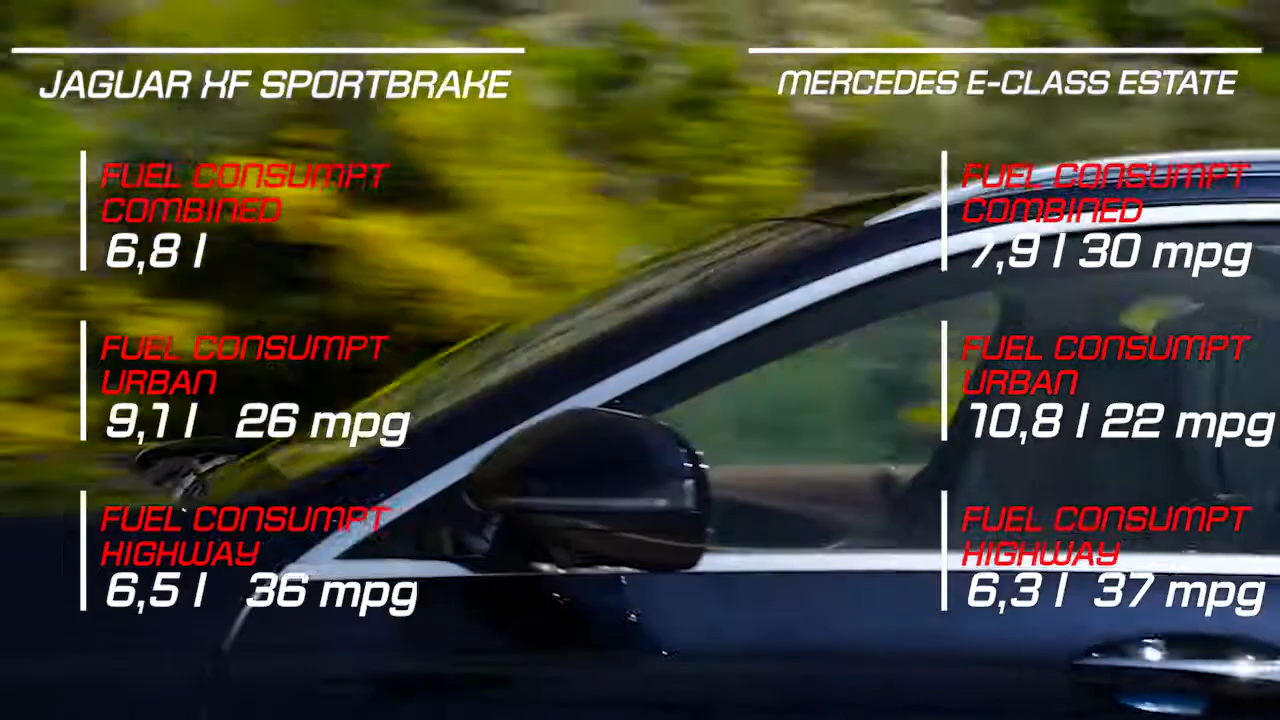 JAGUAR XF SPORTBRAKE
FUEL CONSUMPT
COMBINED
6,8 l
FUEL CONSUMPT
URBAN
9,1 l 26 mpg
FUEL CONSUMPT
HIGHWAY
6,5 l 36 mpg
MERCEDES E-CLASS ESTATE
FUEL CONSUMPT
COMBINED
7,9 l 30 mpg
FUEL CONSUMPT
URBAN
10,8 l 22 mpg
FUEL CONSUMPT
HIGHWAY
6,3 l 37 mpg